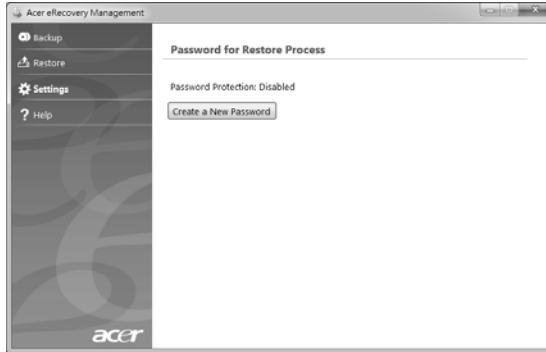 Acer eRecovery Management
Backup
Restore
Settings
? Help
Password for Restore Process
Password Protection: Disabled
Create a New Password
acer